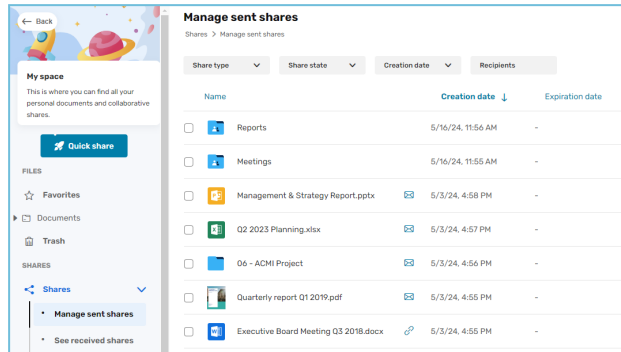 ← Back
My space
This is where you can find all your
personal documents and collaborative
shares.
Quick share
FILES
Favorites
Documents
Trash
SHARES
Shares
Manage sent shares
See received shares
Manage sent shares
Shares > Manage sent shares
Share type Share state Creation date Recipients
Name Creation date ↓ Expiration date
Reports 5/16/24, 11:56 AM -
Meetings 5/16/24, 11:55 AM -
Management & Strategy Report.pptx 5/3/24, 4:58 PM -
Q2 2023 Planning.xlsx 5/3/24, 4:57 PM -
06 - ACMI Project 5/3/24, 4:56 PM -
Quarterly report Q1 2019.pdf 5/3/24, 4:55 PM -
Executive Board Meeting Q3 2018.docx 5/3/24, 4:55 PM -